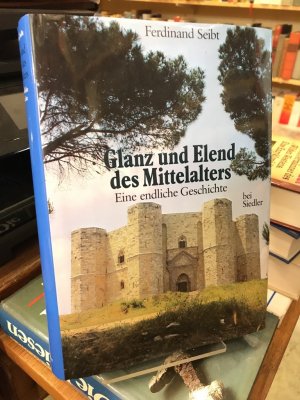 Ferdinand Seibt
Glanz und Elend
des Mittelalters
Eine endliche Geschichte
bei
Siedler